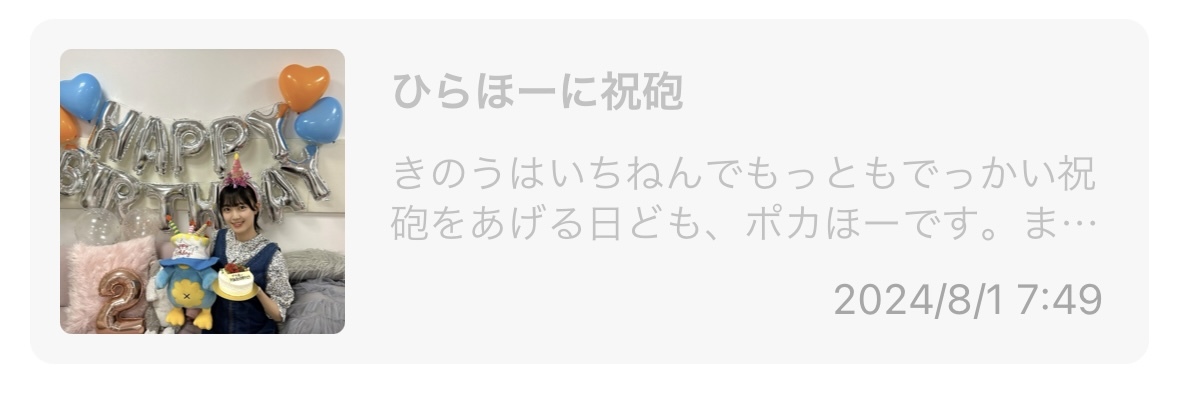 HAPPY
BIRTHDAY
2
ひらほーに祝砲
きのうはいちねんでもっともでっかい祝
砲をあげる日ども、ポカほーです。ま…
2024/8/1 7:49